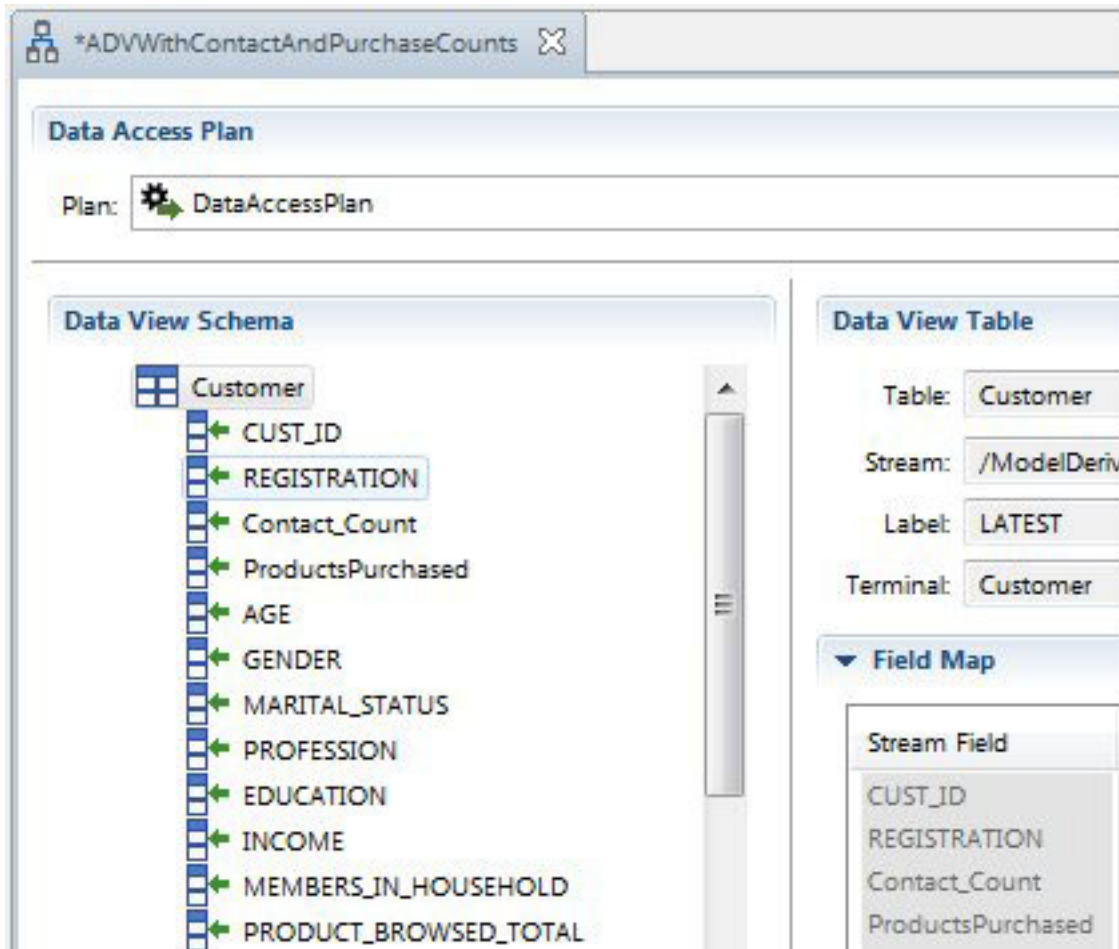 *ADVWithContactAndPurchaseCounts
Data Access Plan
Plan: DataAccessPlan
Data View Schema
Customer
CUST_ID
REGISTRATION
Contact_Count
ProductsPurchased
AGE
GENDER
MARITAL_STATUS
PROFESSION
EDUCATION
INCOME
MEMBERS_IN_HOUSEHOLD
PRODUCT_BROWSED_TOTAL
Data View Table
Table: Customer
Stream: /ModelDeriv
Label: LATEST
Terminal: Customer
Field Map
Stream Field
CUST_ID
REGISTRATION
Contact_Count
ProductsPurchased